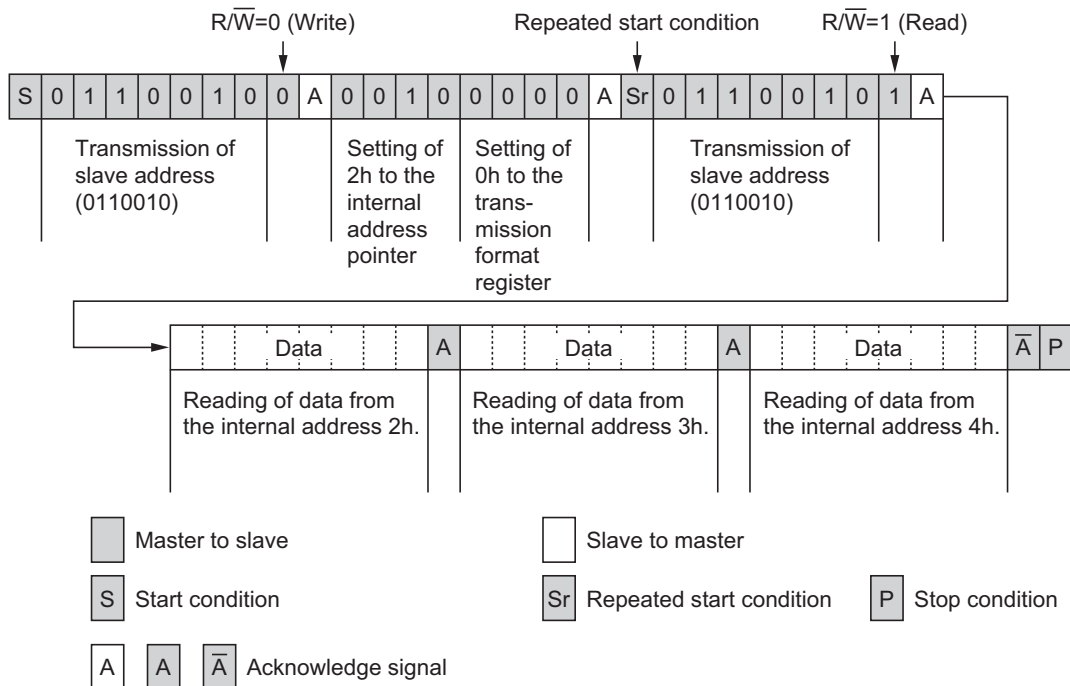 R/W̅=0 (Write) Repeated start condition R/W̅=1 (Read)
S 0 1 1 0 0 1 0 0 A 0 0 1 0 0 0 0 0 A Sr 0 1 1 0 0 1 0 1 A
Transmission of
slave address
(0110010)
Setting of
2h to the
internal
address
pointer
Setting of
0h to the
trans-
mission
format
register
Transmission of
slave address
(0110010)
Data A Data A Data A̅ P
Reading of data from
the internal address 2h.
Reading of data from
the internal address 3h.
Reading of data from
the internal address 4h.
Master to slave Slave to master
S Start condition Sr Repeated start condition P Stop condition
A A A̅ Acknowledge signal